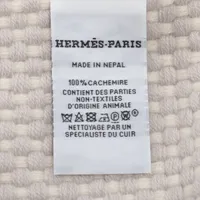 HERMÈS-PARIS
MADE IN NEPAL
100% CACHEMIRE
CONTIENT DES PARTIES
NON-TEXTILES
D'ORIGINE ANIMALE
NETTOYAGE PAR UN
SPECIALISTE DU CUIR